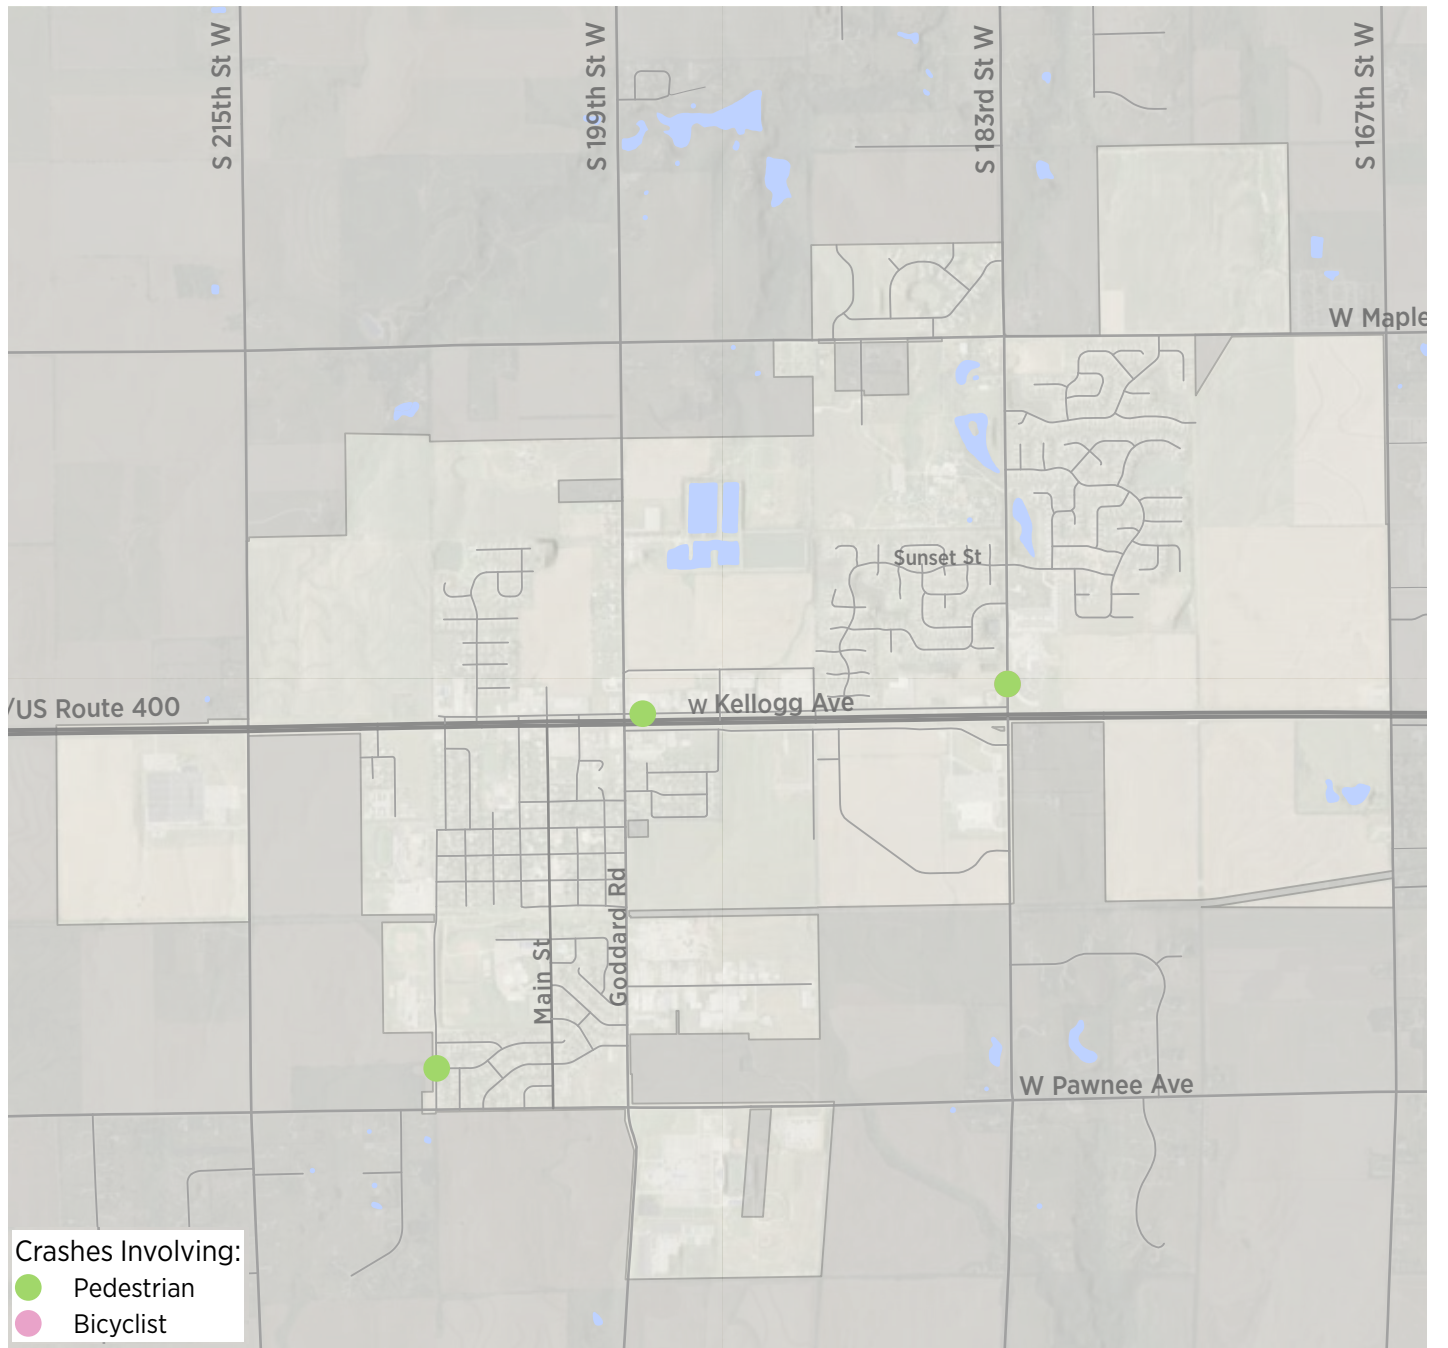 S 215th St W
S 199th St W
S 183rd St W
S 167th St W
W Maple
Sunset St
/US Route 400
W Kellogg Ave
Goddard Rd
Main St
W Pawnee Ave
Crashes Involving:
Pedestrian
Bicyclist